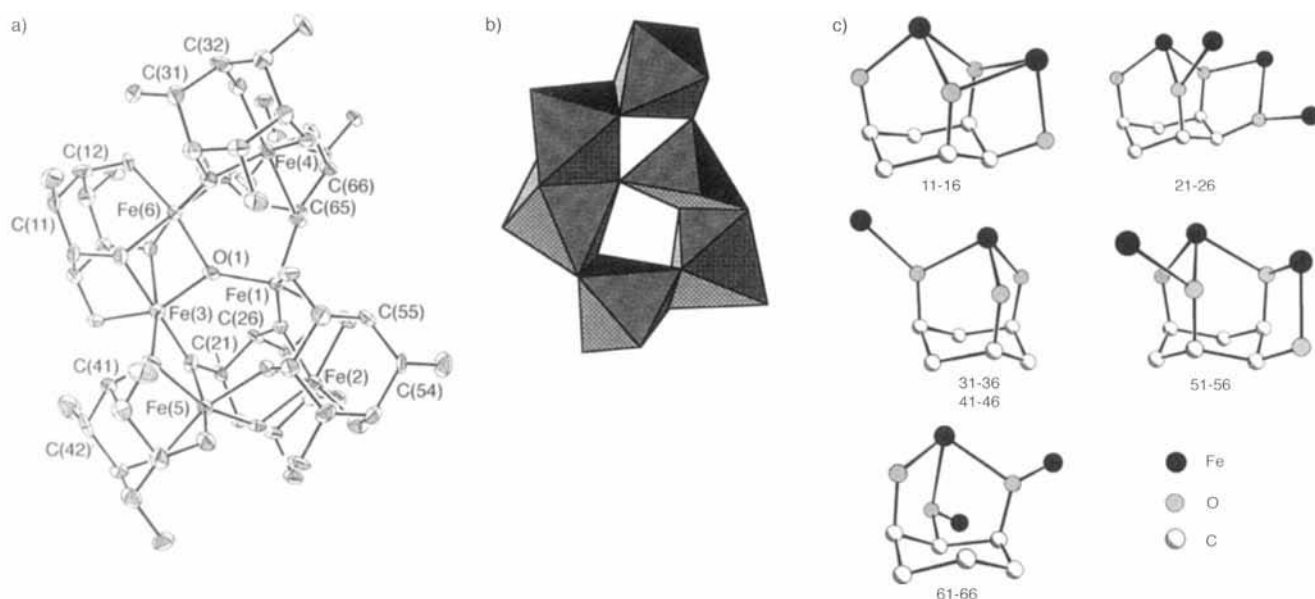 a)
C(32)
C(31)
C(12)
Fe(4)
C(66)
Fe(6)
C(65)
C(11)
O(1)
Fe(1)
Fe(3)
C(26)
C(55)
C(21)
C(41)
Fe(2)
C(54)
Fe(5)
C(42)
b)
c)
11-16
21-26
31-36
41-46
51-56
61-66
Fe
O
C